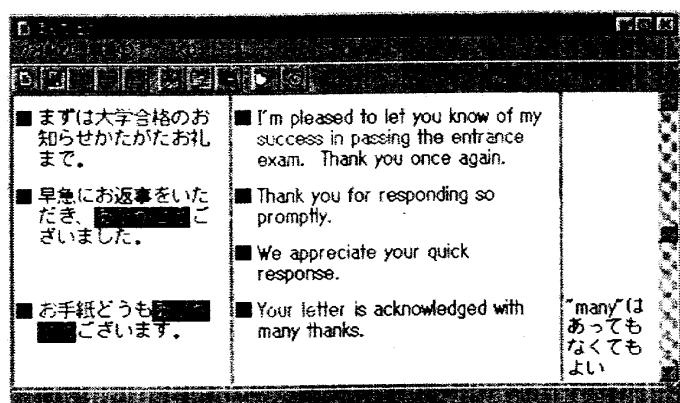 まずは大学合格のお
知らせかたがたお礼
まで。
I'm pleased to let you know of my
success in passing the entrance
exam. Thank you once again.
早急にお返事をいた
だき、
ございました。
Thank you for responding so
promptly.
We appreciate your quick
response.
お手紙どうも
ございます。
Your letter is acknowledged with
many thanks.
"many"は
あっても
なくても
よい